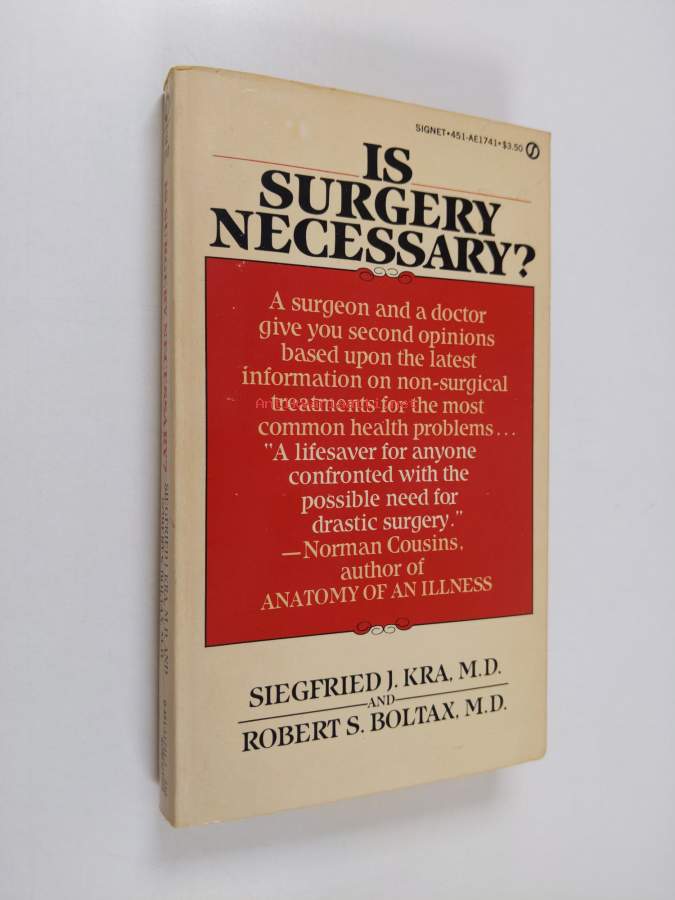 SIGNET•451-AE1741•$3.50
IS
SURGERY
NECESSARY?
A surgeon and a doctor
give you second opinions
based upon the latest
information on non-surgical
treatments for the most
common health problems...
"A lifesaver for anyone
confronted with the
possible need for
drastic surgery."
—Norman Cousins,
author of
ANATOMY OF AN ILLNESS
SIEGFRIED J. KRA, M.D.
AND
ROBERT S. BOLTAX, M.D.